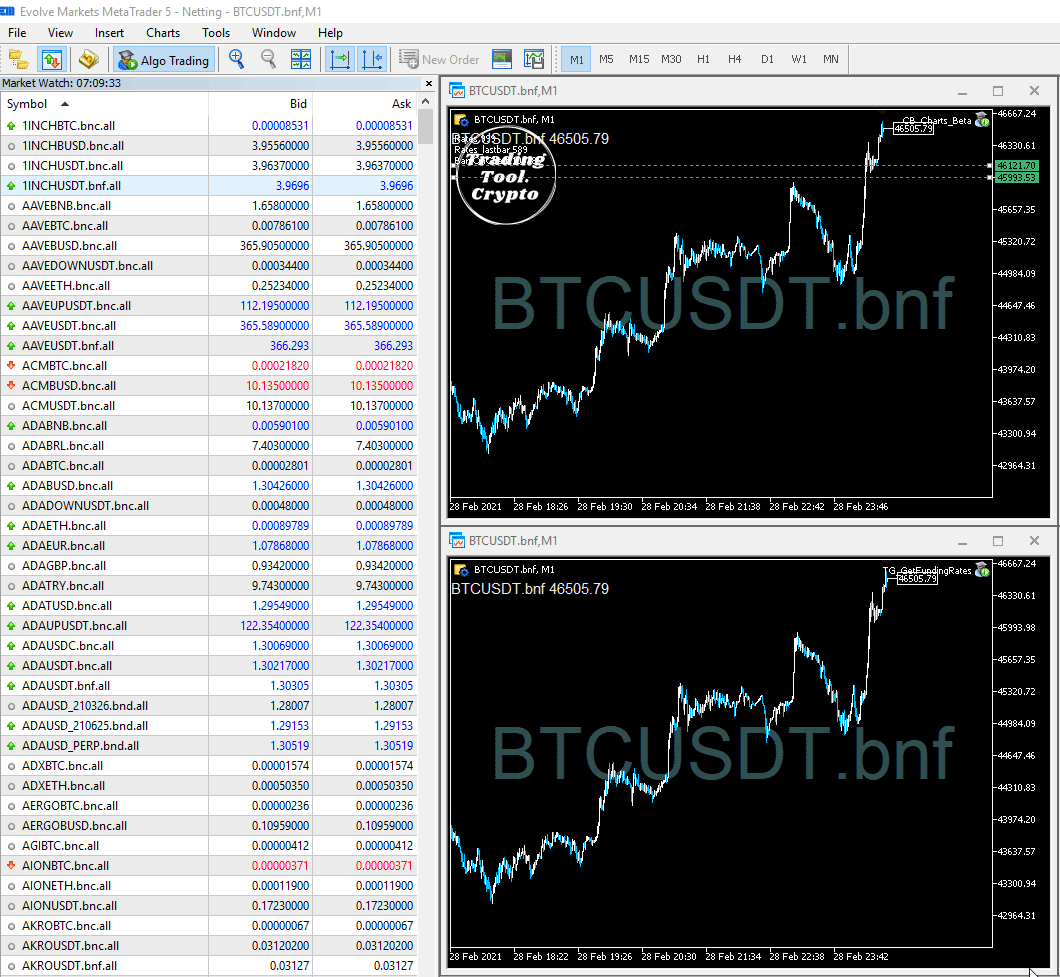 Evolve Markets MetaTrader 5 - Netting - BTCUSDT.bnf,M1
File View Insert Charts Tools Window Help
Algo Trading New Order M1 M5 M15 M30 H1 H4 D1 W1 MN
Market Watch: 07:09:33
Symbol Bid Ask
1INCHBTC.bnc.all 0.00008531 0.00008531
1INCHBUSD.bnc.all 3.95560000 3.95560000
1INCHUSDT.bnc.all 3.96370000 3.96370000
1INCHUSDT.bnf.all 3.9696 3.9696
AAVEBNB.bnc.all 1.65800000 1.65800000
AAVEBTC.bnc.all 0.00786100 0.00786100
AAVEBUSD.bnc.all 365.90500000 365.90500000
AAVEDOWNUSDT.bnc.all 0.00034400 0.00034400
AAVEETH.bnc.all 0.25234000 0.25234000
AAVEUPUSDT.bnc.all 112.19500000 112.19500000
AAVEUSDT.bnc.all 365.58900000 365.58900000
AAVEUSDT.bnf.all 366.293 366.293
ACMBTC.bnc.all 0.00021820 0.00021820
ACMBUSD.bnc.all 10.13500000 10.13500000
ACMUSDT.bnc.all 10.13700000 10.13700000
ADABNB.bnc.all 0.00590100 0.00590100
ADABRL.bnc.all 7.40300000 7.40300000
ADABTC.bnc.all 0.00002801 0.00002801
ADABUSD.bnc.all 1.30426000 1.30426000
ADADOWNUSDT.bnc.all 0.00048000 0.00048000
ADAETH.bnc.all 0.00089789 0.00089789
ADAEUR.bnc.all 1.07868000 1.07868000
ADAGBP.bnc.all 0.93420000 0.93420000
ADATRY.bnc.all 9.74300000 9.74300000
ADATUSD.bnc.all 1.29549000 1.29549000
ADAUPUSDT.bnc.all 122.35400000 122.35400000
ADAUSDC.bnc.all 1.30069000 1.30069000
ADAUSDT.bnc.all 1.30217000 1.30217000
ADAUSDT.bnf.all 1.30305 1.30305
ADAUSD_210326.bnd.all 1.28007 1.28007
ADAUSD_210625.bnd.all 1.29153 1.29153
ADAUSD_PERP.bnd.all 1.30519 1.30519
ADXBTC.bnc.all 0.00001574 0.00001574
ADXETH.bnc.all 0.00050350 0.00050350
AERGOBTC.bnc.all 0.00000236 0.00000236
AERGOBUSD.bnc.all 0.10959000 0.10959000
AGIBTC.bnc.all 0.00000412 0.00000412
AIONBTC.bnc.all 0.00000371 0.00000371
AIONETH.bnc.all 0.00011900 0.00011900
AIONUSDT.bnc.all 0.17230000 0.17230000
AKROBTC.bnc.all 0.00000067 0.00000067
AKROUSDT.bnc.all 0.03120200 0.03120200
AKROUSDT.bnf.all 0.03127 0.03127
BTCUSDT.bnf,M1
BTCUSDT.bnf, M1
CB_Charts_Beta
BTCUSDT.bnf 46505.79
46505.79
Rates_lastbar 589
Trading
Tool.
Crypto
BTCUSDT.bnf
46667.24
46330.61
46121.70
45993.53
45657.35
45320.72
44984.09
44647.46
44310.83
43974.20
43637.57
43300.94
42964.31
28 Feb 2021 28 Feb 18:26 28 Feb 19:30 28 Feb 20:34 28 Feb 21:38 28 Feb 22:42 28 Feb 23:46
BTCUSDT.bnf,M1
BTCUSDT.bnf, M1
TG_GetFundingRates
BTCUSDT.bnf 46505.79
46505.79
BTCUSDT.bnf
46667.24
46330.61
45993.98
45657.35
45320.72
44984.09
44647.46
44310.83
43974.20
43637.57
43300.94
42964.31
28 Feb 2021 28 Feb 18:22 28 Feb 19:26 28 Feb 20:30 28 Feb 21:34 28 Feb 22:38 28 Feb 23:42